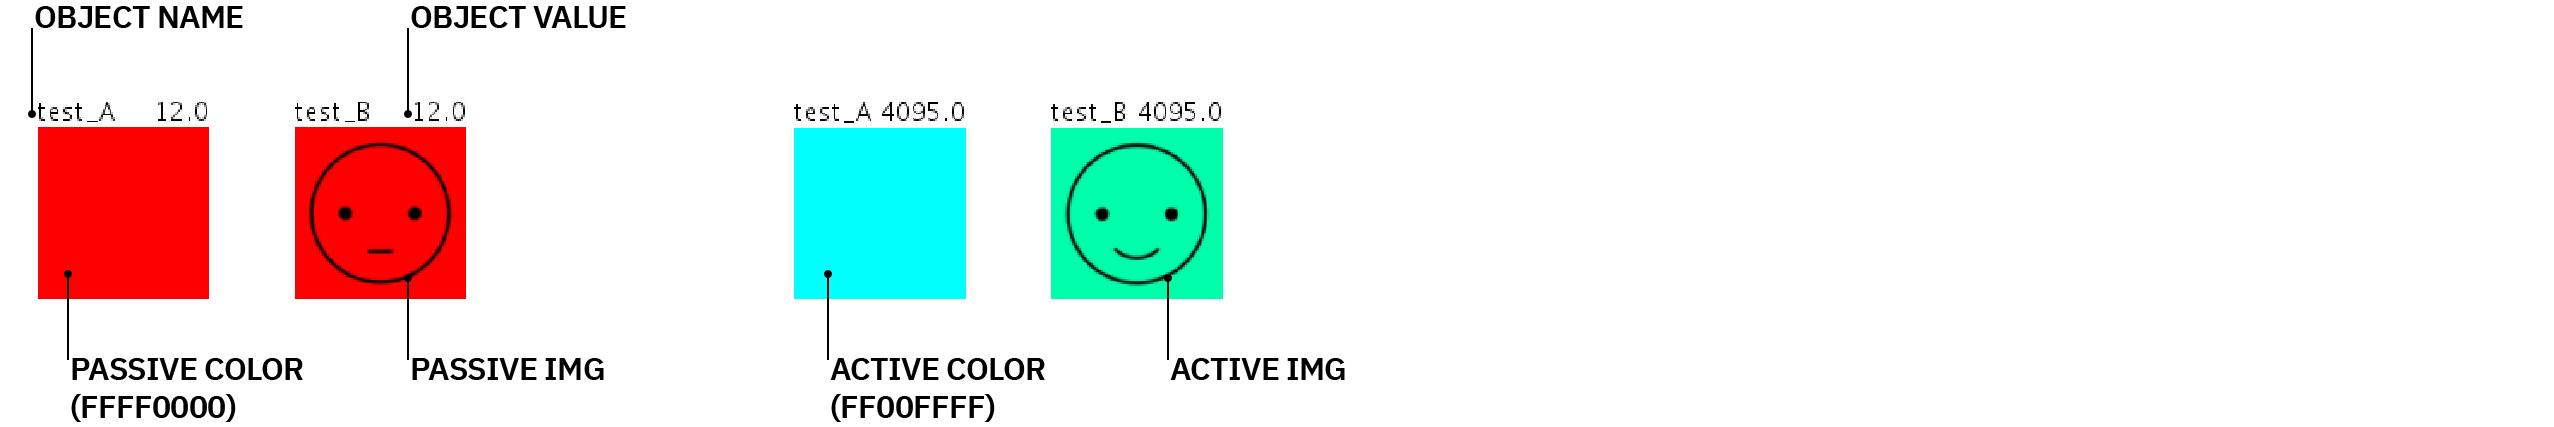 OBJECT NAME
OBJECT VALUE
test_A 12.0
test_B 12.0
test_A 4095.0
test_B 4095.0
PASSIVE COLOR
(FFFF0000)
PASSIVE IMG
ACTIVE COLOR
(FF00FFFF)
ACTIVE IMG